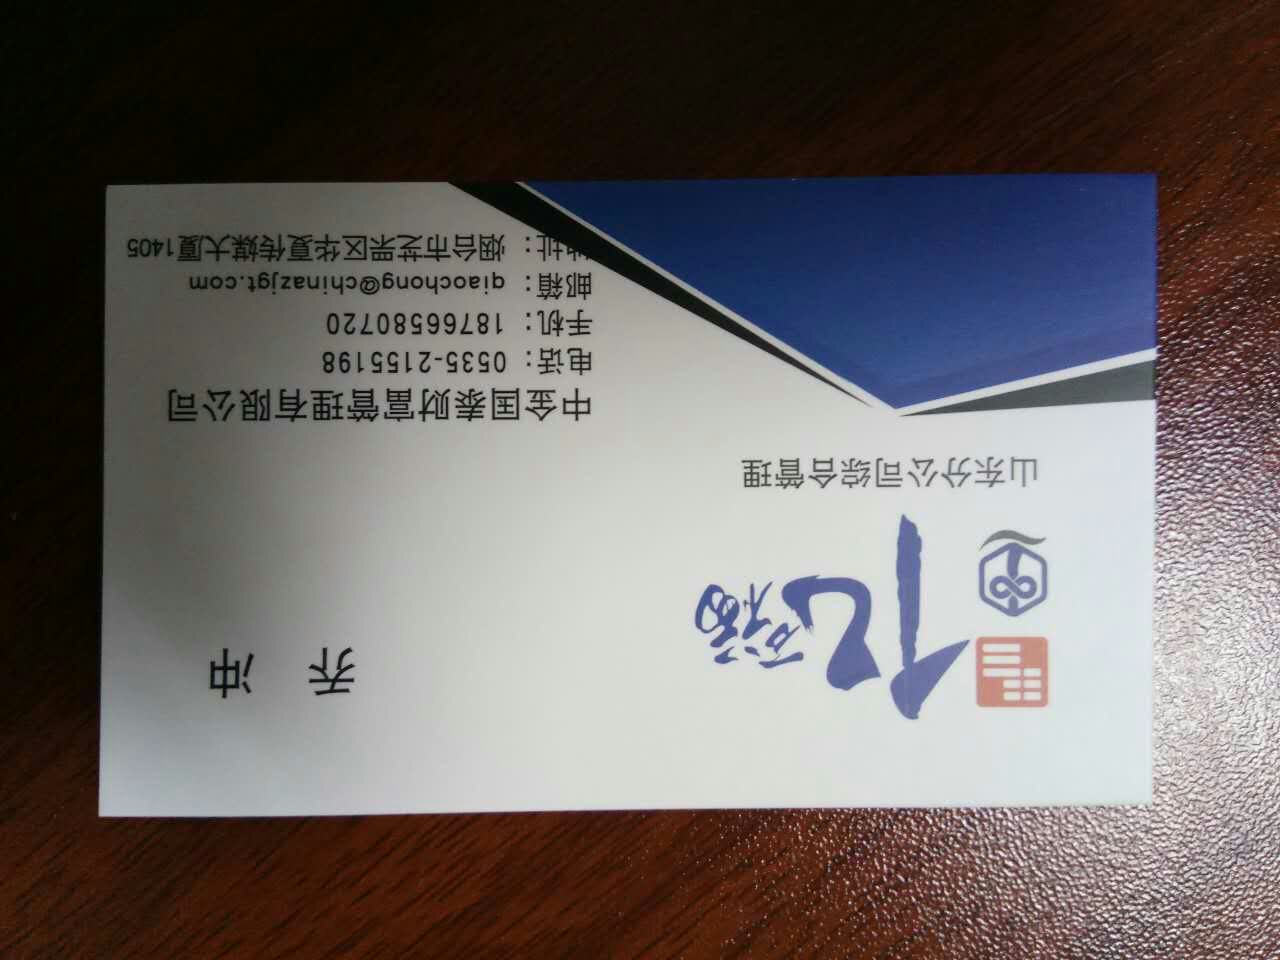 乔 冲
亿
山东分公司综合管理
中金国泰财富管理有限公司
电话: 0535-2155198
手机: 18766580720
邮箱: qiaochong@chinazjgt.com
地址: 烟台市芝罘区华夏传媒大厦1405